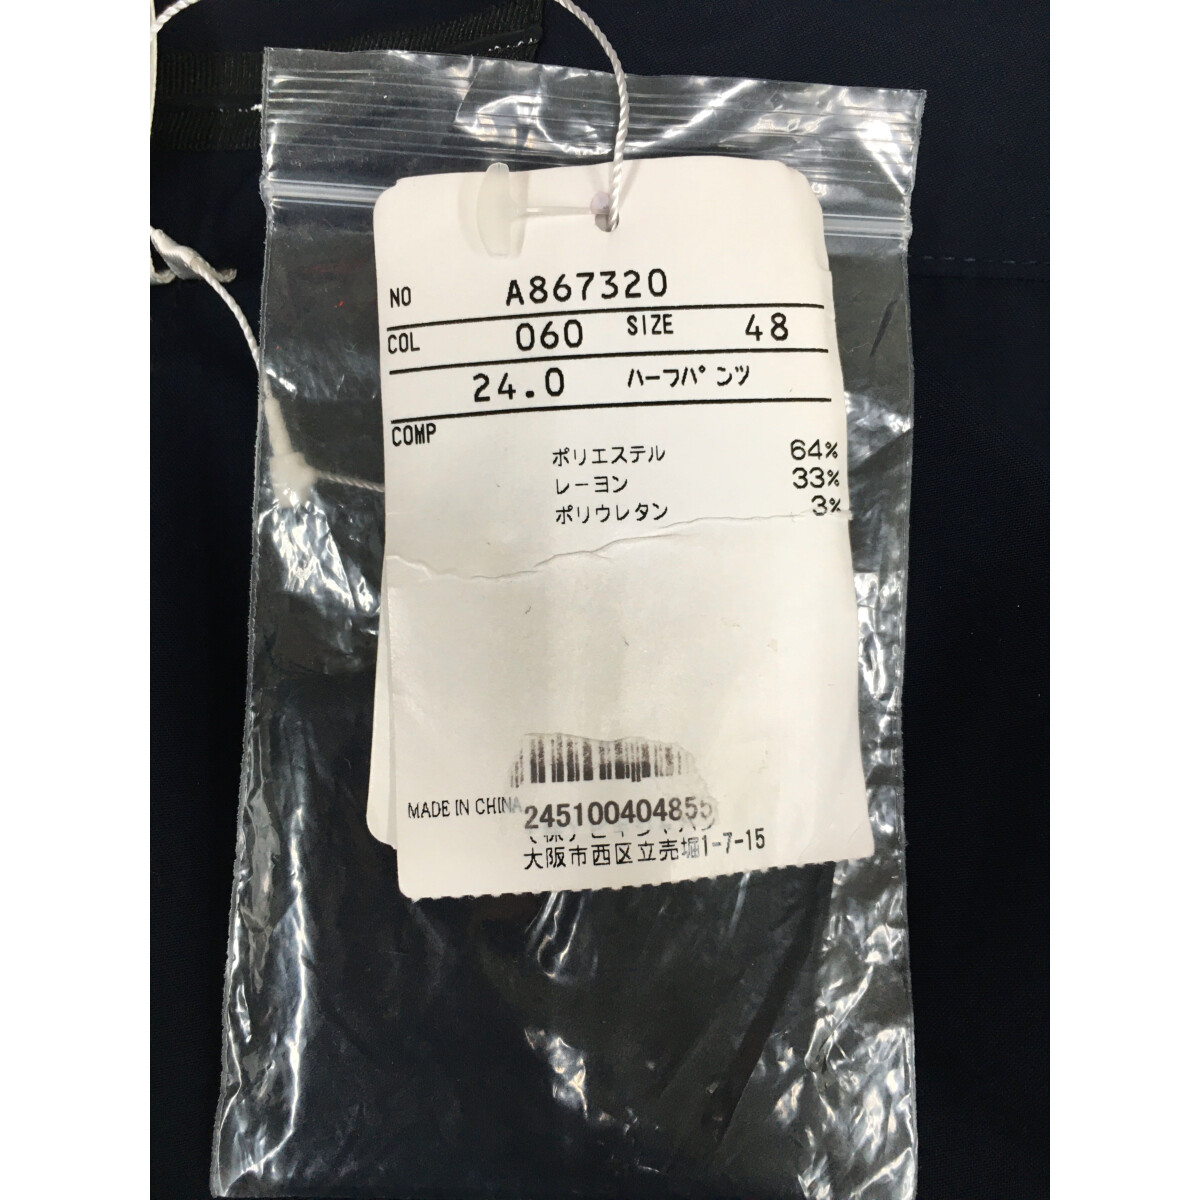 NO A867320
COL 060 SIZE 48
24.0 ハーフパンツ
COMP
ポリエステル 64%
レーヨン 33%
ポリウレタン 3%
MADE IN CHINA
245100404855
大阪市西区立売堀1-7-15